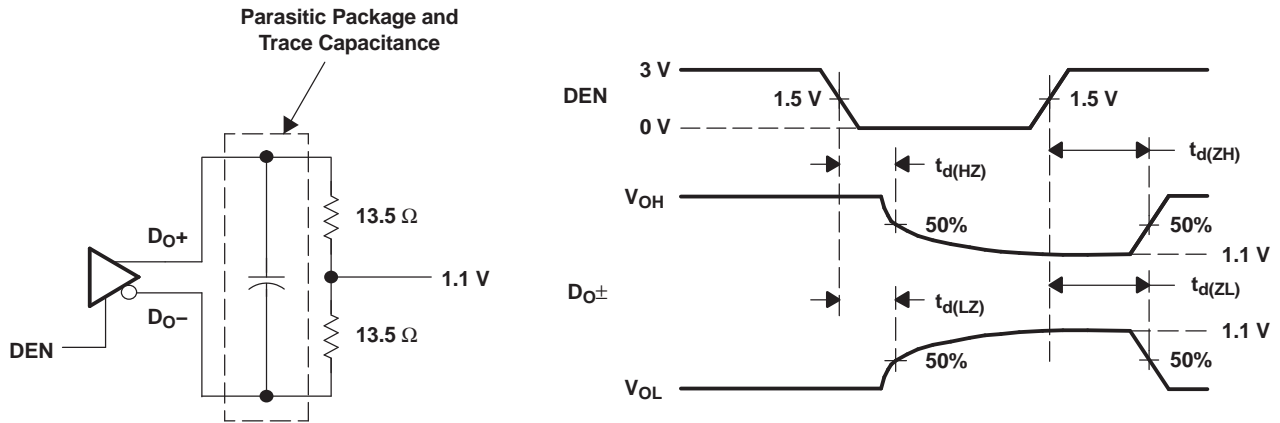 Parasitic Package and
Trace Capacitance
DO+
DO−
DEN
13.5 Ω
13.5 Ω
1.1 V
DEN
3 V
0 V
1.5 V
1.5 V
td(HZ)
td(ZH)
VOH
50%
50%
1.1 V
DO±
td(LZ)
td(ZL)
1.1 V
50%
50%
VOL